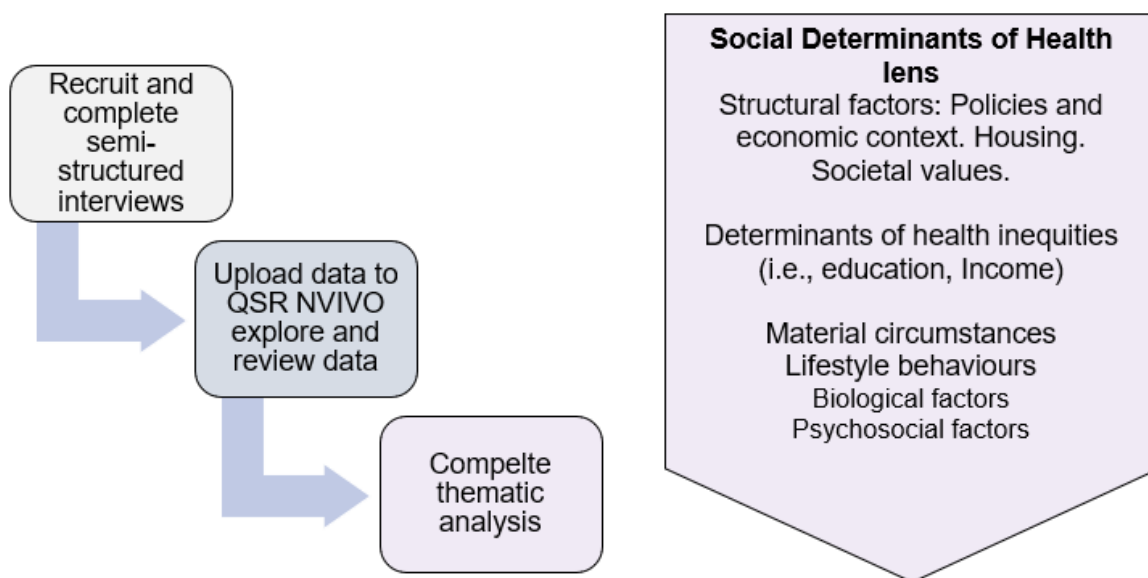 Recruit and
complete
semi-
structured
interviews
Upload data to
QSR NVIVO
explore and
review data
Compelte
thematic
analysis
Social Determinants of Health
lens
Structural factors: Policies and
economic context. Housing.
Societal values.
Determinants of health inequities
(i.e., education, Income)
Material circumstances
Lifestyle behaviours
Biological factors
Psychosocial factors